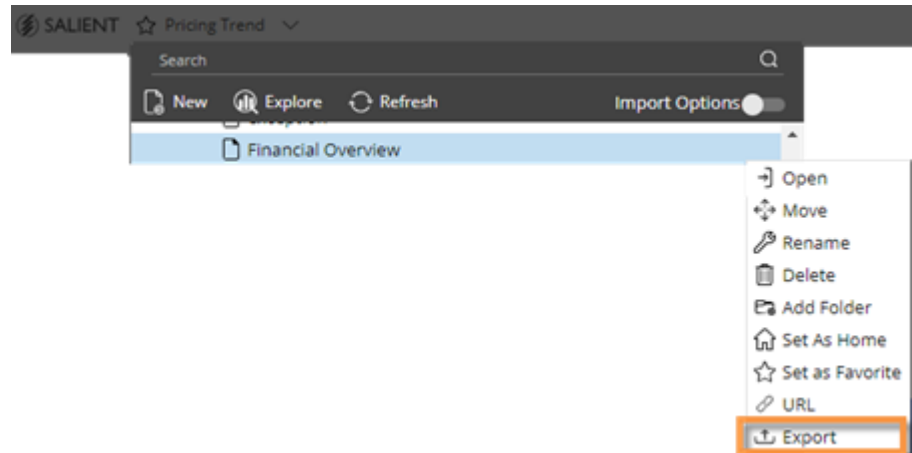 SALIENT Pricing Trend
Search
New Explore Refresh Import Options
Financial Overview
Open
Move
Rename
Delete
Add Folder
Set As Home
Set as Favorite
URL
Export